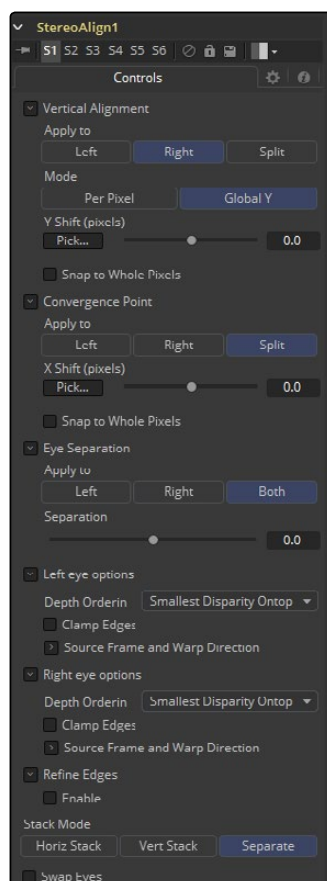 StereoAlign1
S1 S2 S3 S4 S5 S6
Controls
Vertical Alignment
Apply to
Left Right Split
Mode
Per Pixel Global Y
Y Shift (pixels)
Pick... 0.0
Snap to Whole Pixels
Convergence Point
Apply to
Left Right Split
X Shift (pixels)
Pick... 0.0
Snap to Whole Pixels
Eye Separation
Apply to
Left Right Both
Separation
0.0
Left eye options
Depth Orderin Smallest Disparity Ontop
Clamp Edges
Source Frame and Warp Direction
Right eye options
Depth Orderin Smallest Disparity Ontop
Clamp Edges
Source Frame and Warp Direction
Refine Edges
Enable
Stack Mode
Horiz Stack Vert Stack Separate
Swap Eyes